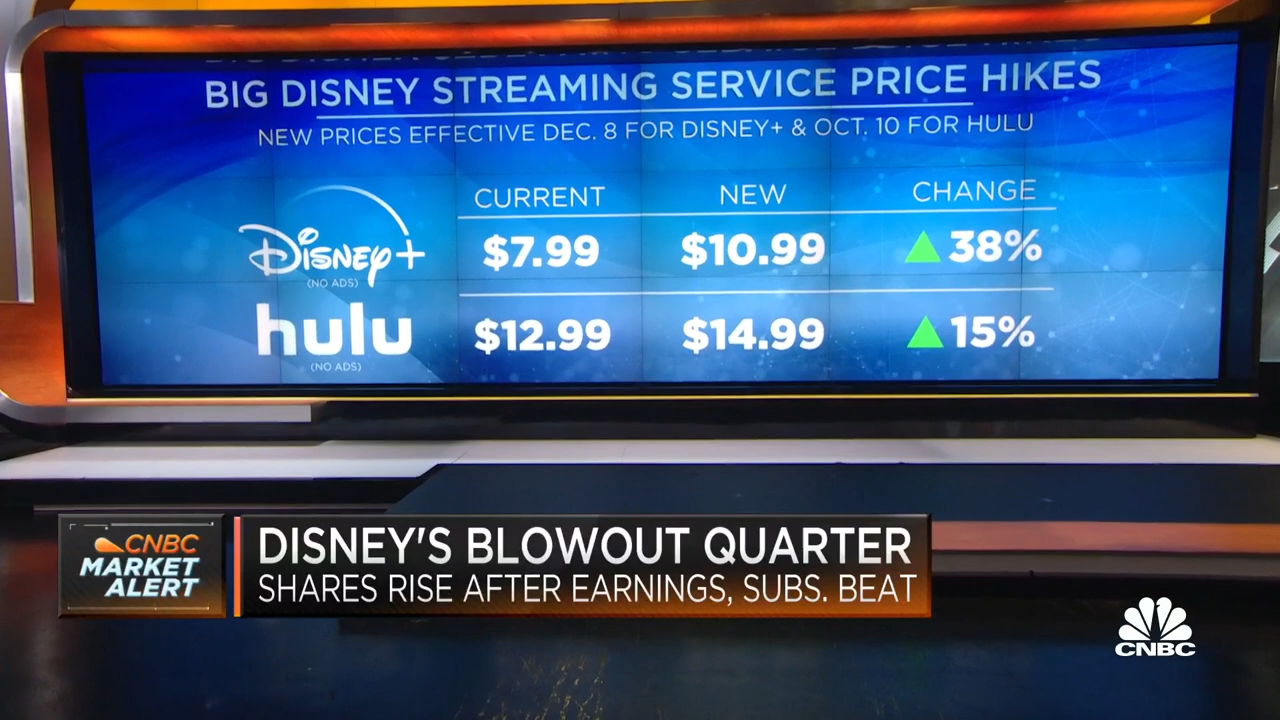 BIG DISNEY STREAMING SERVICE PRICE HIKES
NEW PRICES EFFECTIVE DEC. 8 FOR DISNEY+ & OCT. 10 FOR HULU
CURRENT NEW CHANGE
Disney+ $7.99 $10.99 ▲ 38%
(NO ADS)
hulu $12.99 $14.99 ▲ 15%
(NO ADS)
CNBC
MARKET
ALERT
DISNEY'S BLOWOUT QUARTER
SHARES RISE AFTER EARNINGS, SUBS. BEAT
CNBC